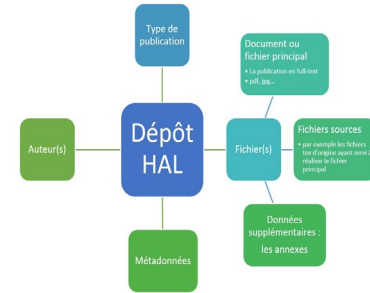 Type de
publication
Document ou
fichier principal
• La publication en full-text
• pdf, jpg...
Auteur(s)
Dépôt
HAL
Fichier(s)
Fichiers sources
• par exemple les fichiers
tex d'origine ayant servi à
réaliser le fichier
principal
Métadonnées
Données
supplémentaires :
les annexes